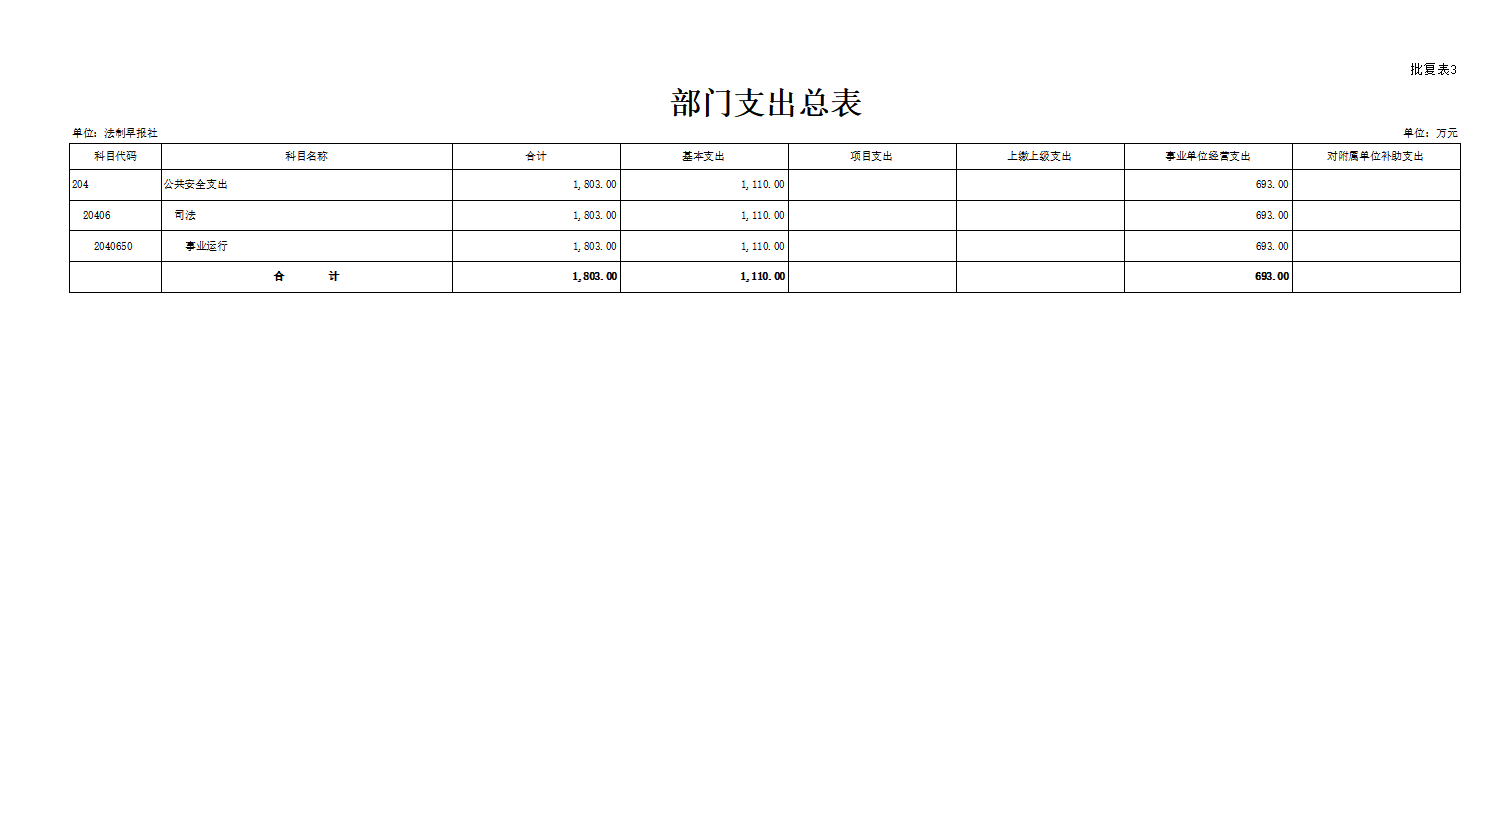 批复表3
部门支出总表
单位：法制早报社 单位：万元
科目代码 科目名称 合计 基本支出 项目支出 上缴上级支出 事业单位经营支出 对附属单位补助支出
204 公共安全支出 1,803.00 1,110.00 693.00
20406 司法 1,803.00 1,110.00 693.00
2040650 事业运行 1,803.00 1,110.00 693.00
合 计 1,803.00 1,110.00 693.00